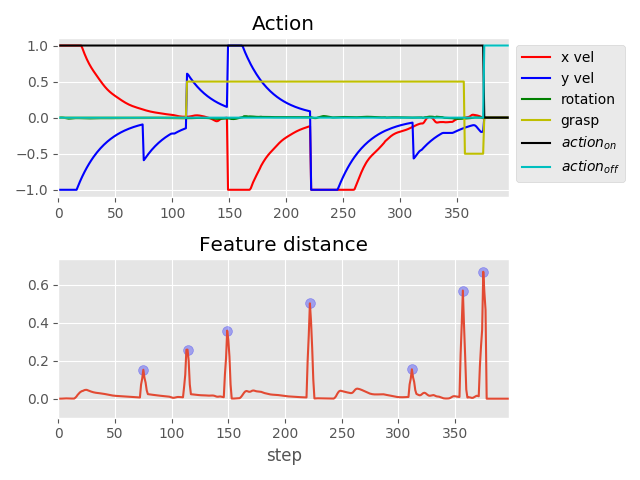 Action
1.0
0.5
0.0
−0.5
−1.0
0 50 100 150 200 250 300 350
x vel
y vel
rotation
grasp
action_on
action_off
Feature distance
0.6
0.4
0.2
0.0
0 50 100 150 200 250 300 350
step